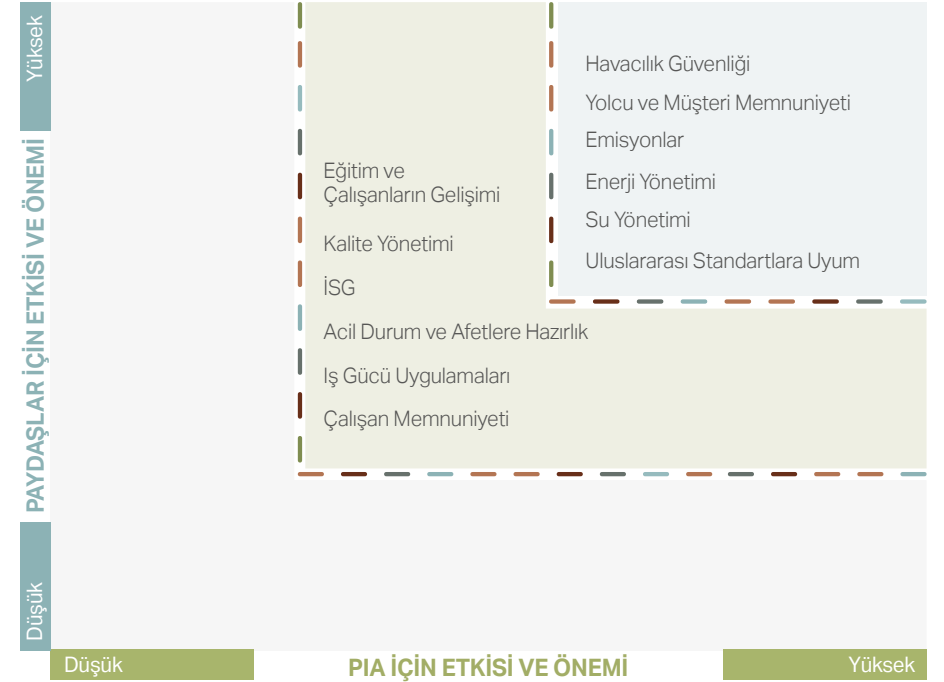 Yüksek
PAYDAŞLAR İÇİN ETKİSİ VE ÖNEMİ
Düşük
Eğitim ve
Çalışanların Gelişimi
Kalite Yönetimi
İSG
Acil Durum ve Afetlere Hazırlık
Iş Gücü Uygulamaları
Çalışan Memnuniyeti
Havacılık Güvenliği
Yolcu ve Müşteri Memnuniyeti
Emisyonlar
Enerji Yönetimi
Su Yönetimi
Uluslararası Standartlara Uyum
Düşük
PIA İÇİN ETKİSİ VE ÖNEMİ
Yüksek